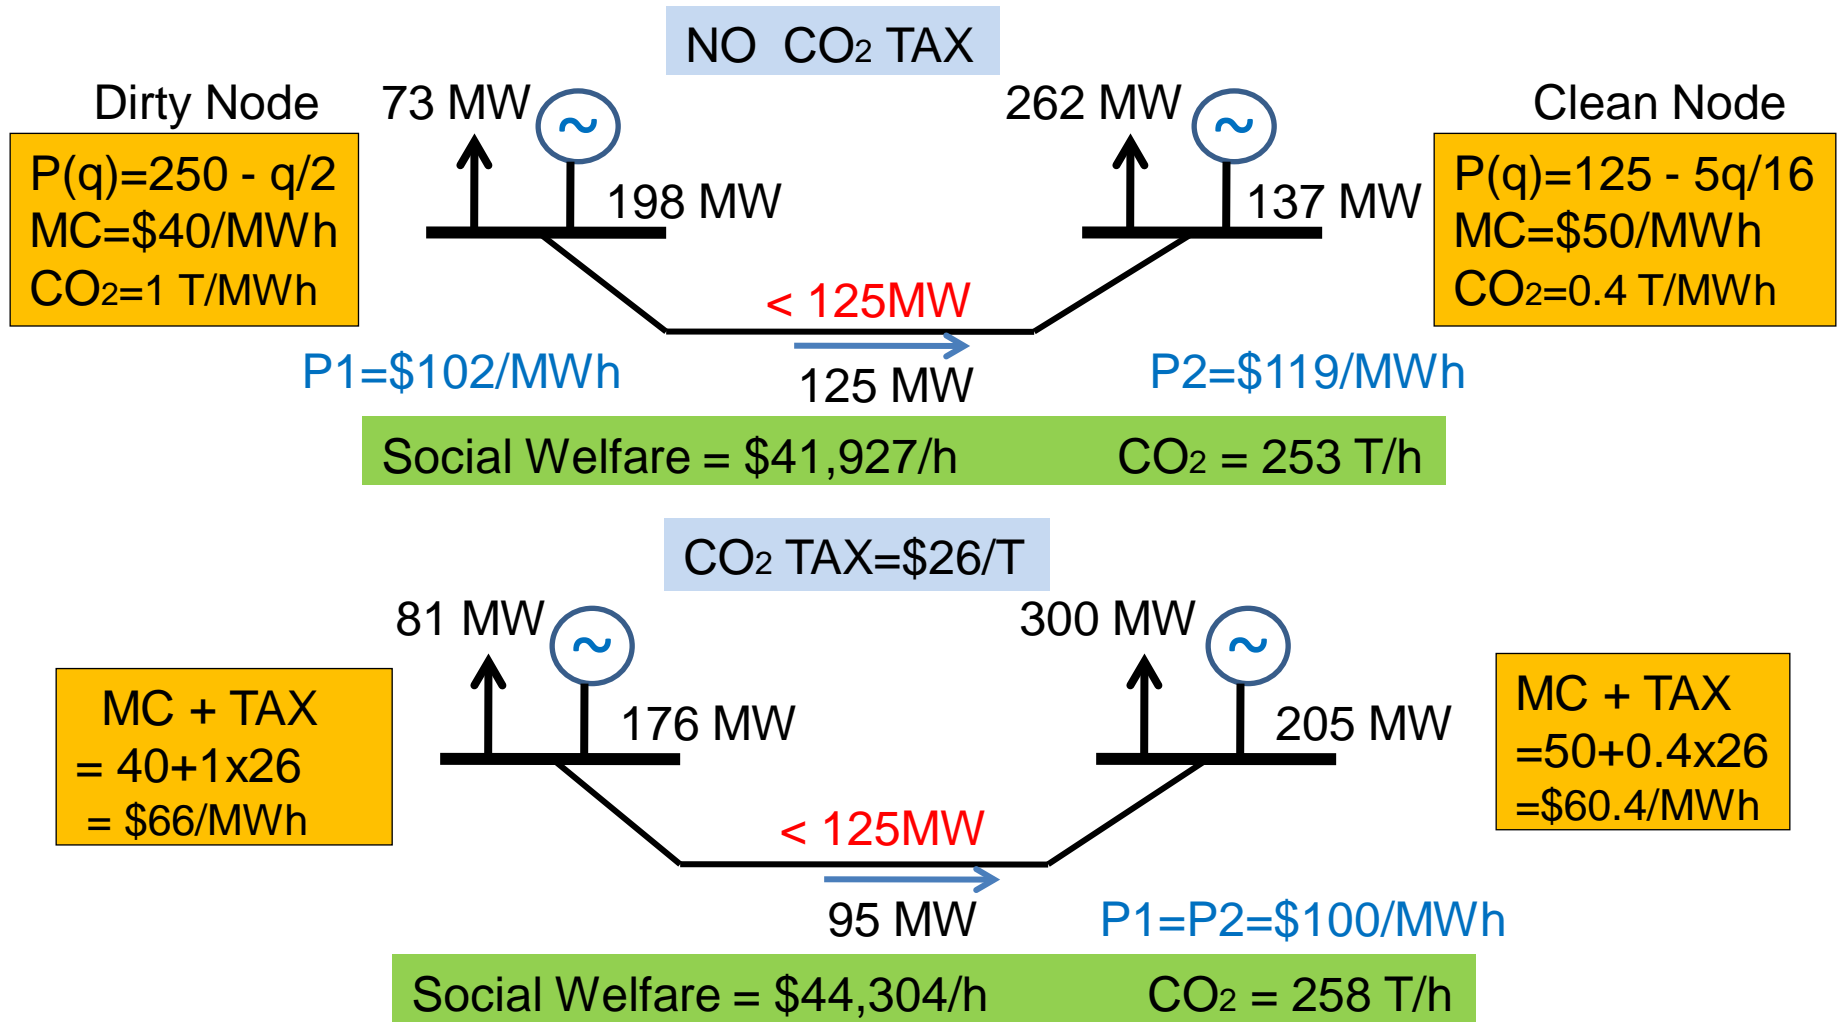 NO CO2 TAX
Dirty Node
73 MW
~
262 MW
~
Clean Node
P(q)=250 - q/2
MC=$40/MWh
CO2=1 T/MWh
198 MW
137 MW
P(q)=125 - 5q/16
MC=$50/MWh
CO2=0.4 T/MWh
< 125MW
P1=$102/MWh
125 MW
P2=$119/MWh
Social Welfare = $41,927/h CO2 = 253 T/h
CO2 TAX=$26/T
81 MW
~
300 MW
~
MC + TAX
= 40+1x26
= $66/MWh
176 MW
205 MW
MC + TAX
=50+0.4x26
=$60.4/MWh
< 125MW
95 MW
P1=P2=$100/MWh
Social Welfare = $44,304/h CO2 = 258 T/h